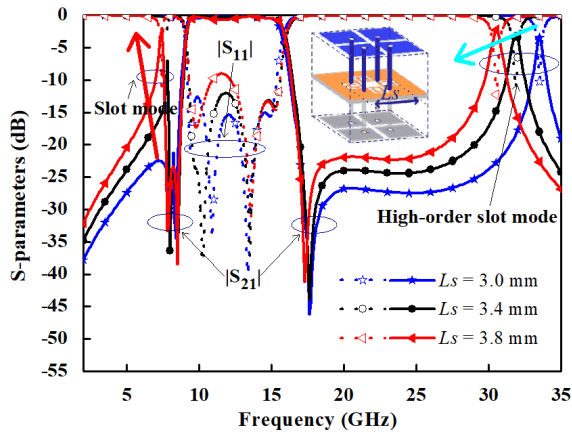 S-parameters (dB)
0
-5
-10
-15
-20
-25
-30
-35
-40
-45
-50
-55
|S11|
Slot mode
LS
High-order slot mode
|S21|
Ls = 3.0 mm
Ls = 3.4 mm
Ls = 3.8 mm
5 10 15 20 25 30 35
Frequency (GHz)